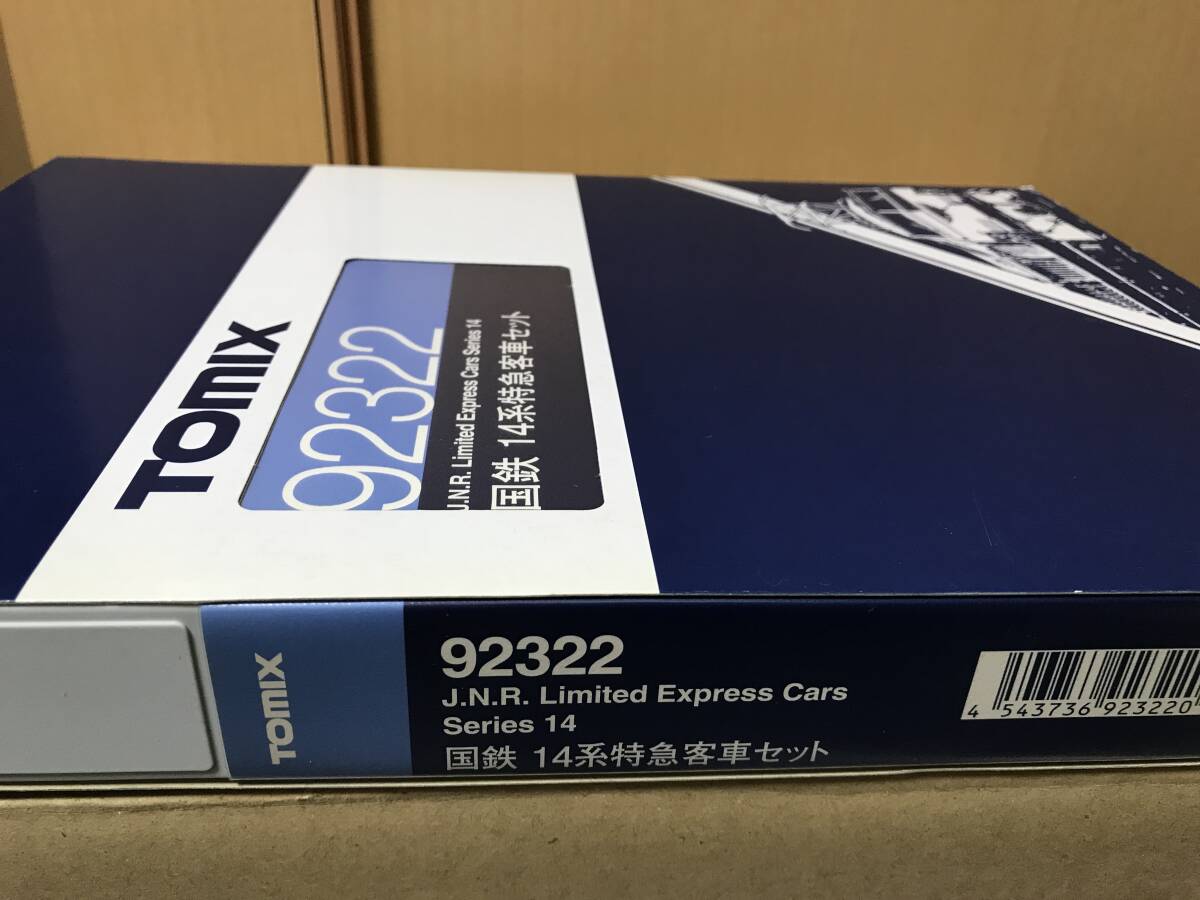 TOMIX
92322
J.N.R. Limited Express Cars Series 14
国鉄 14系特急客車セット
TOMIX
92322
J.N.R. Limited Express Cars
Series 14
国鉄 14系特急客車セット
4 543736 923220